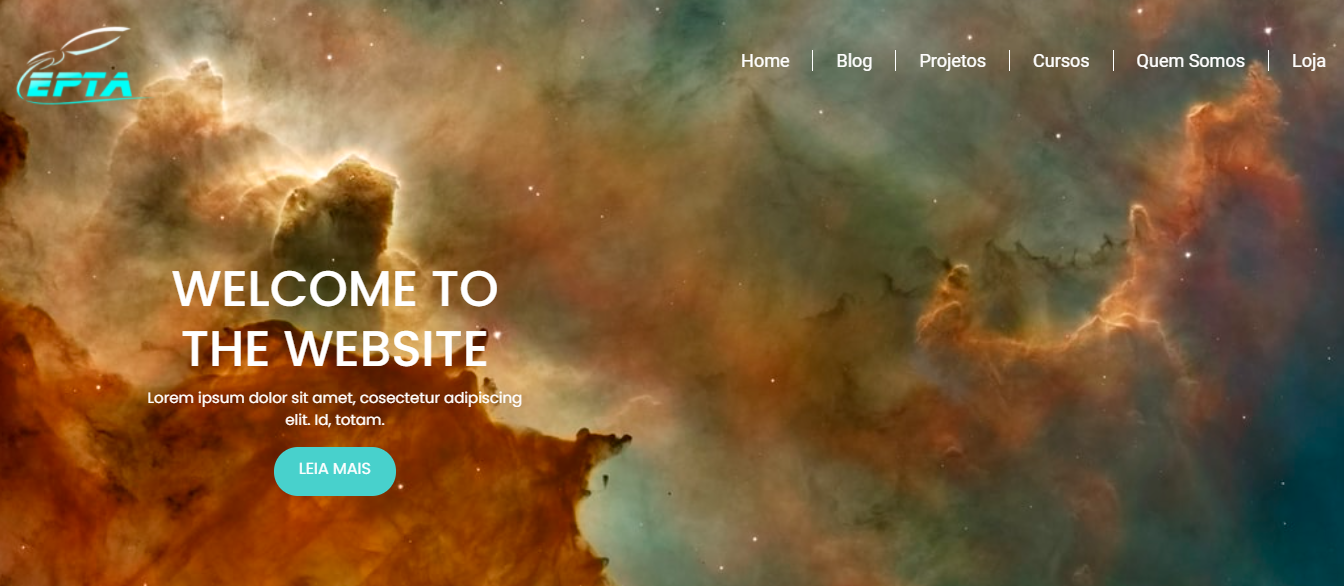 EPTA
Home
Blog
Projetos
Cursos
Quem Somos
Loja
WELCOME TO
THE WEBSITE
Lorem ipsum dolor sit amet, cosectetur adipiscing
elit. Id, totam.
LEIA MAIS